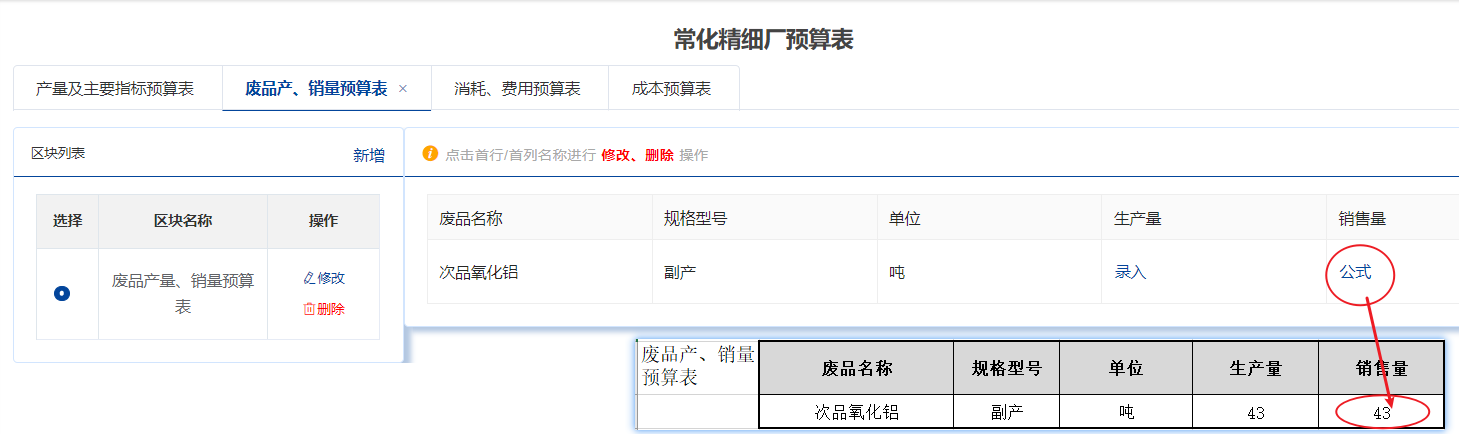 常化精细厂预算表
产量及主要指标预算表 废品产、销量预算表 × 消耗、费用预算表 成本预算表
区块列表 新增
点击首行/首列名称进行 修改、删除 操作
选择 区块名称 操作
废品产量、销量预算
表
修改
删除
废品名称 规格型号 单位 生产量 销售量
次品氧化铝 副产 吨 录入 公式
废品产、销量
预算表
废品名称 规格型号 单位 生产量 销售量
次品氧化铝 副产 吨 43 43